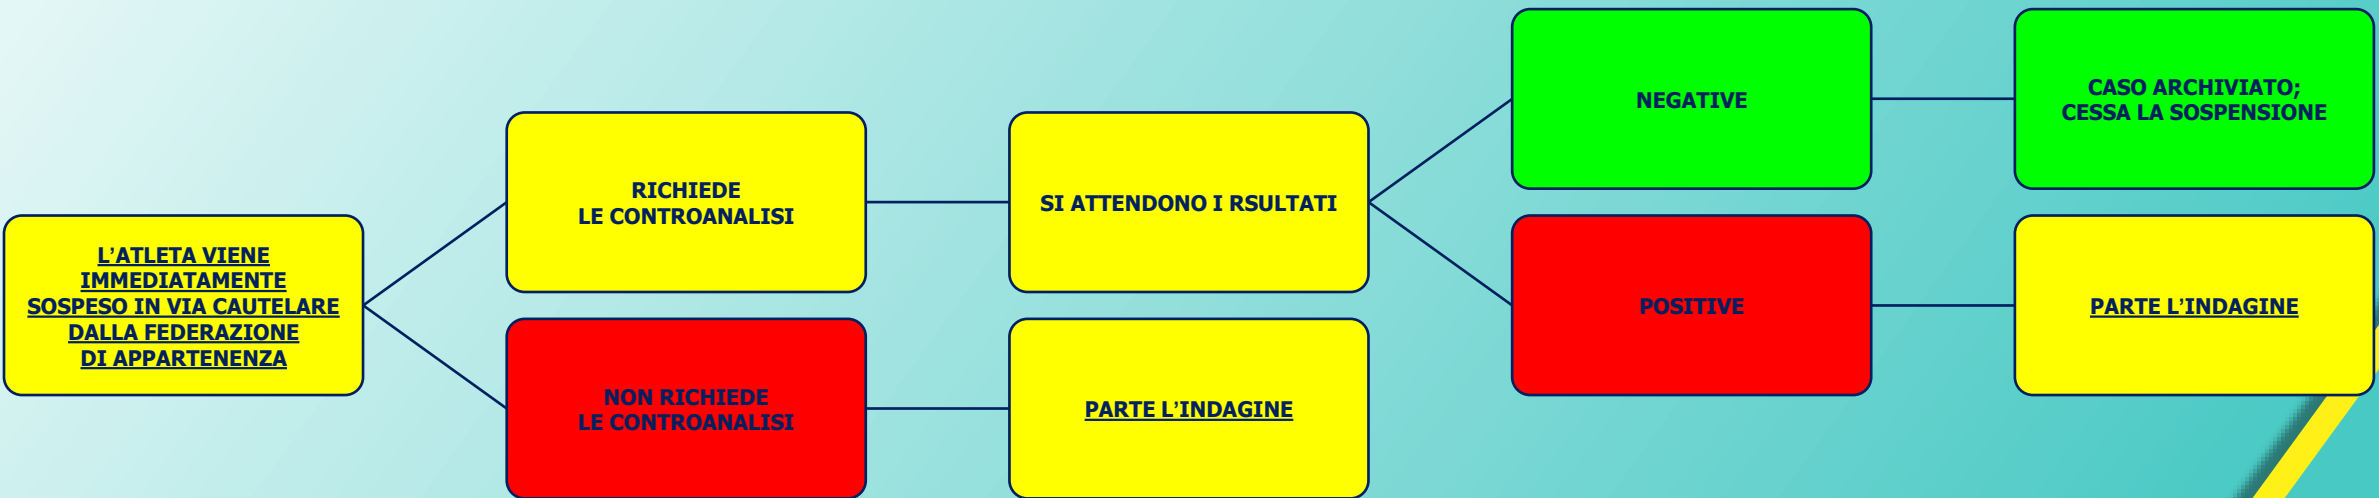 L'ATLETA VIENE
IMMEDIATAMENTE
SOSPESO IN VIA CAUTELARE
DALLA FEDERAZIONE
DI APPARTENENZA
RICHIEDE
LE CONTROANALISI
SI ATTENDONO I RSULTATI
NEGATIVE
CASO ARCHIVIATO;
CESSA LA SOSPENSIONE
POSITIVE
PARTE L'INDAGINE
NON RICHIEDE
LE CONTROANALISI
PARTE L'INDAGINE